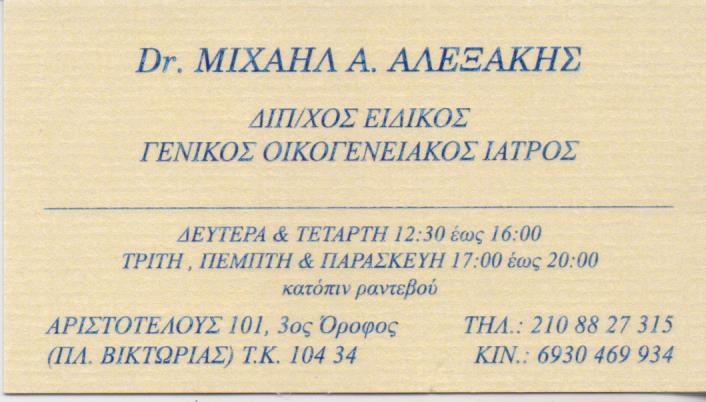 Dr. ΜΙΧΑΗΛ Α. ΑΛΕΞΑΚΗΣ
ΔΙΠ/ΧΟΣ ΕΙΔΙΚΟΣ
ΓΕΝΙΚΟΣ ΟΙΚΟΓΕΝΕΙΑΚΟΣ ΙΑΤΡΟΣ
ΔΕΥΤΕΡΑ & ΤΕΤΑΡΤΗ 12:30 έως 16:00
ΤΡΙΤΗ , ΠΕΜΠΤΗ & ΠΑΡΑΣΚΕΥΗ 17:00 έως 20:00
κατόπιν ραντεβού
ΑΡΙΣΤΟΤΕΛΟΥΣ 101, 3ος Όροφος ΤΗΛ.: 210 88 27 315
(ΠΛ. ΒΙΚΤΩΡΙΑΣ) Τ.Κ. 104 34 ΚΙΝ.: 6930 469 934